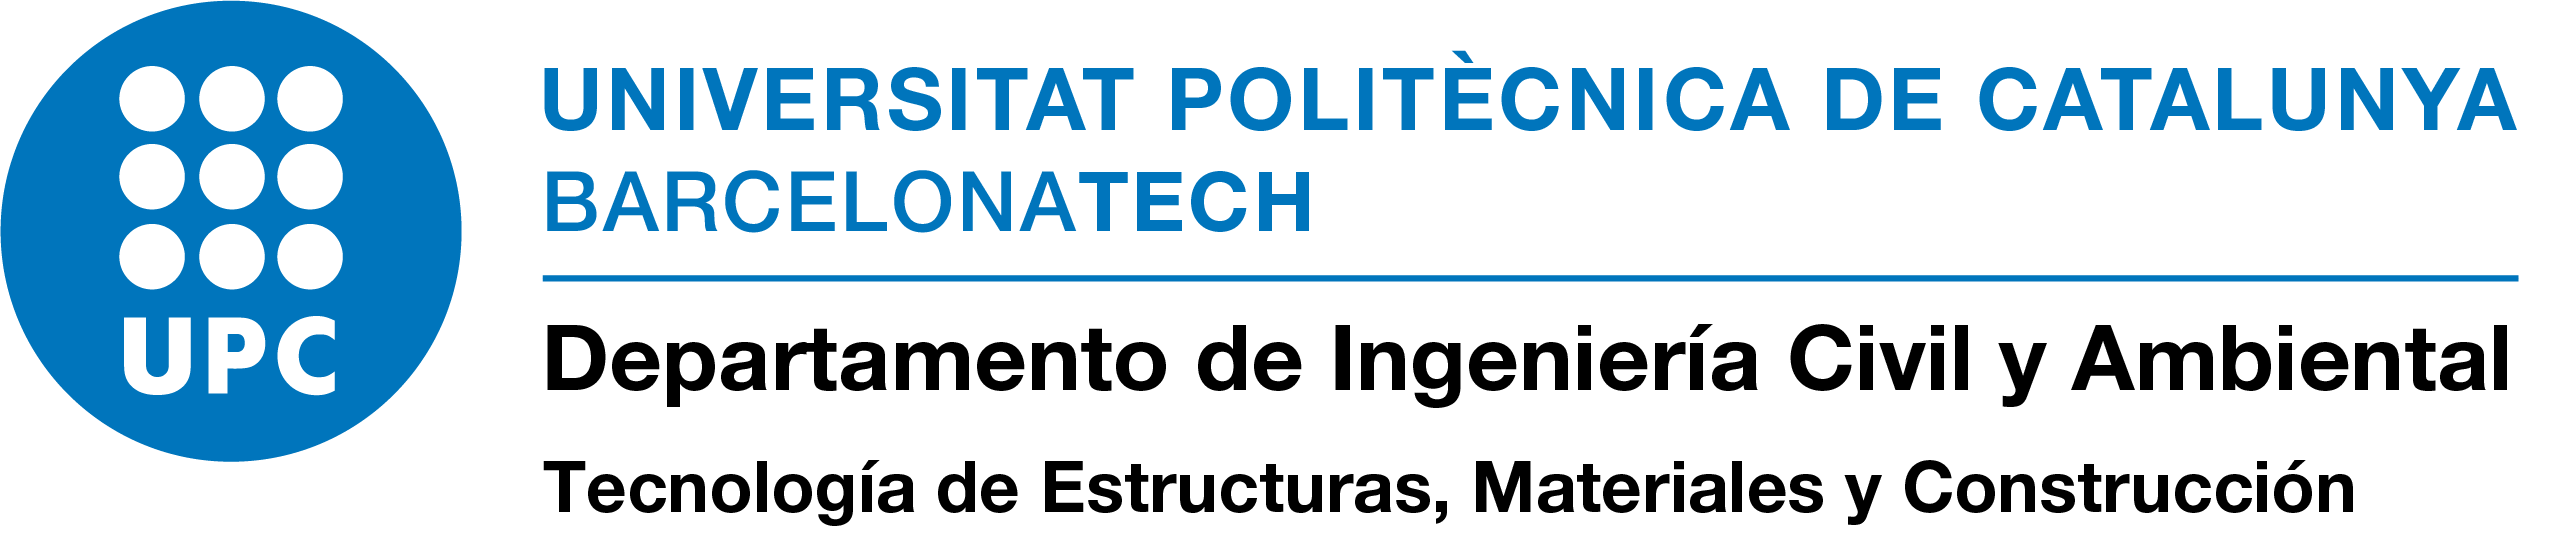 UPC
UNIVERSITAT POLITÈCNICA DE CATALUNYA
BARCELONATECH
Departamento de Ingeniería Civil y Ambiental
Tecnología de Estructuras, Materiales y Construcción